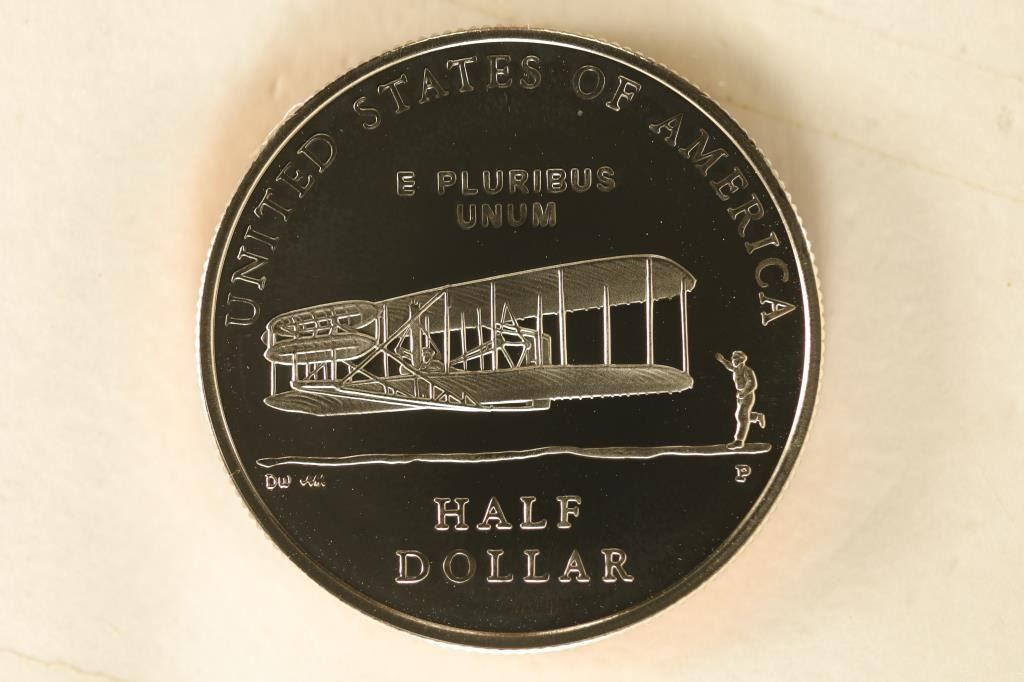 UNITED STATES OF AMERICA
E PLURIBUS
UNUM
DW
P
HALF
DOLLAR